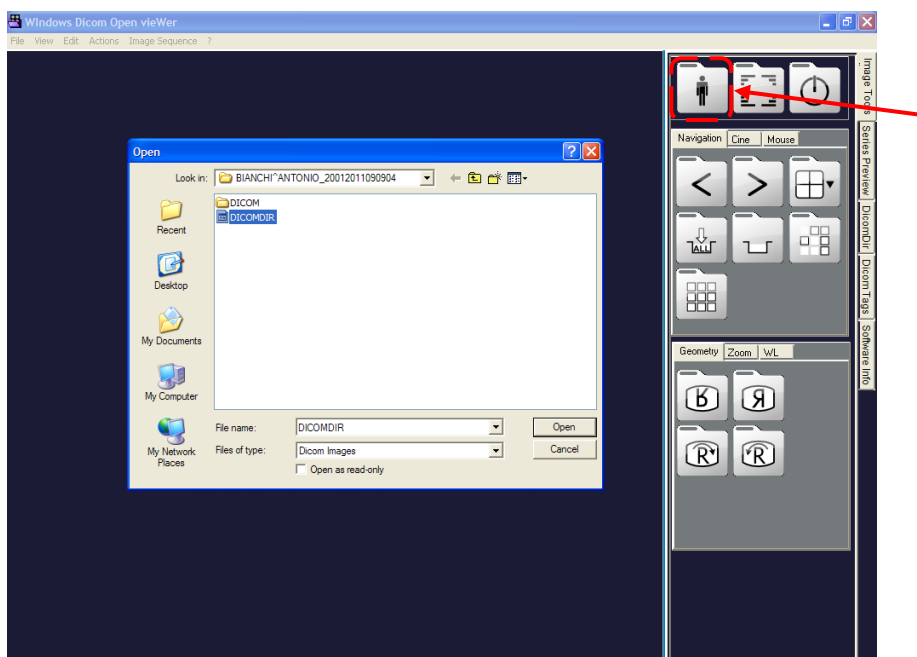 WIndows Dicom Open vieWer
File View Edit Actions Image Sequence ?
Open
Look in: BIANCHI^ANTONIO_20012011090904
DICOM
DICOMDIR
Recent
Desktop
My Documents
My Computer
My Network Places
File name: DICOMDIR Open
Files of type: Dicom Images Cancel
Open as read-only
Navigation Cine Mouse
< >
ALL
Geometry Zoom WL
R R
R R
Image Tools
Series Preview
DicomDir
Dicom Tags
Software Info